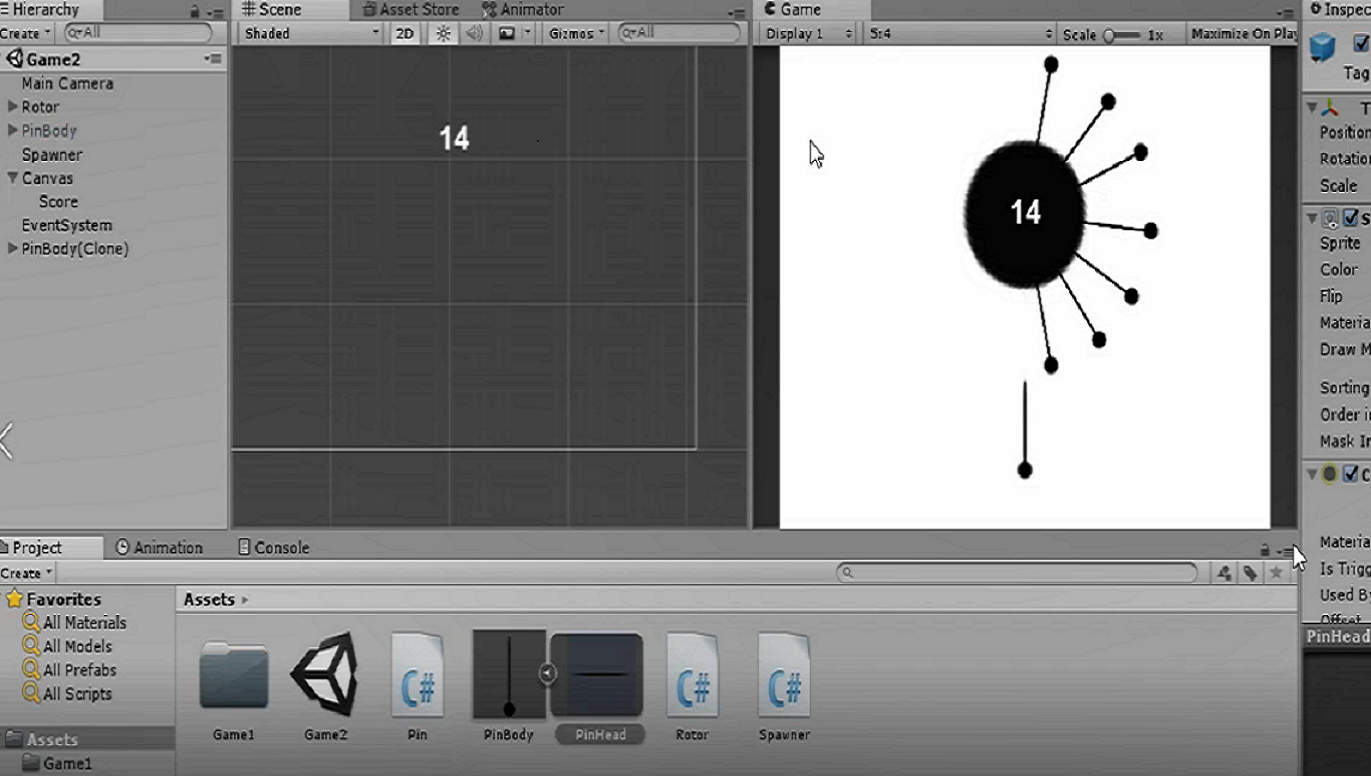 Hierarchy
Create
All
Game2
Main Camera
Rotor
PinBody
Spawner
Canvas
Score
EventSystem
PinBody(Clone)
Scene Asset Store Animator
Shaded 2D Gizmos All
14
Game
Display 1 5:4 Scale 1x Maximize On Play
14
Inspec
Tag
T
Position
Rotation
Scale
S
Sprite
Color
Flip
Materia
Draw M
Sorting
Order in
Mask In
C
Materia
Is Trigg
Used By
Offset
PinHead
Project Animation Console
Create
Favorites
All Materials
All Models
All Prefabs
All Scripts
Assets
Game1
Assets
Game1 Game2 Pin PinBody PinHead Rotor Spawner
C# C# C#